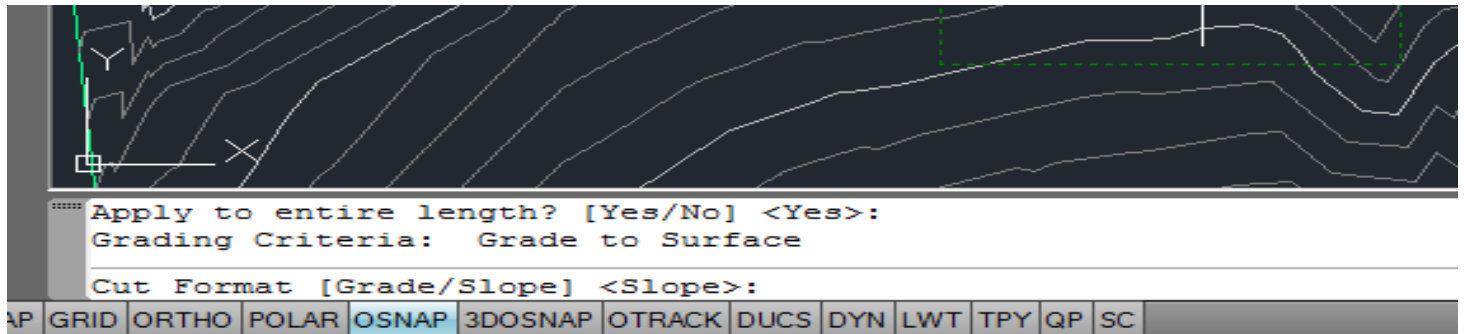 Y
X
Apply to entire length? [Yes/No] <Yes>:
Grading Criteria:  Grade to Surface
Cut Format [Grade/Slope] <Slope>:
AP GRID ORTHO POLAR OSNAP 3DOSNAP OTRACK DUCS DYN LWT TPY QP SC